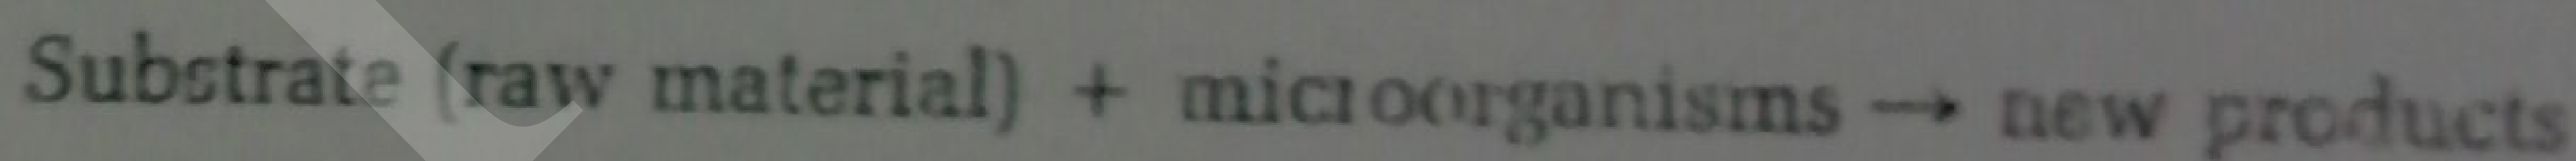 Substrate (raw material) + microorganisms → new products